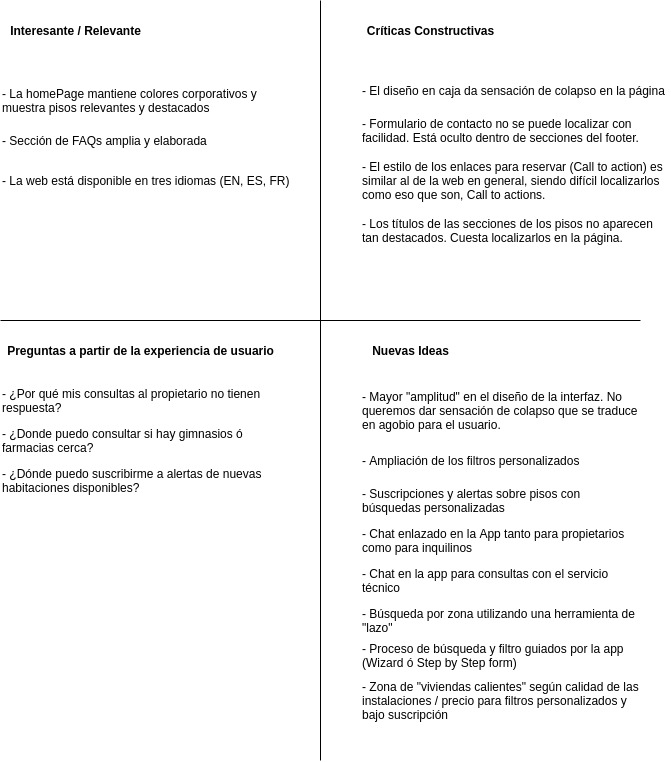 Interesante / Relevante
- La homePage mantiene colores corporativos y
muestra pisos relevantes y destacados
- Sección de FAQs amplia y elaborada
- La web está disponible en tres idiomas (EN, ES, FR)
Críticas Constructivas
- El diseño en caja da sensación de colapso en la página
- Formulario de contacto no se puede localizar con
facilidad. Está oculto dentro de secciones del footer.
- El estilo de los enlaces para reservar (Call to action) es
similar al de la web en general, siendo difícil localizarlos
como eso que son, Call to actions.
- Los títulos de las secciones de los pisos no aparecen
tan destacados. Cuesta localizarlos en la página.
Preguntas a partir de la experiencia de usuario
- ¿Por qué mis consultas al propietario no tienen
respuesta?
- ¿Donde puedo consultar si hay gimnasios ó
farmacias cerca?
- ¿Dónde puedo suscribirme a alertas de nuevas
habitaciones disponibles?
Nuevas Ideas
- Mayor "amplitud" en el diseño de la interfaz. No
queremos dar sensación de colapso que se traduce
en agobio para el usuario.
- Ampliación de los filtros personalizados
- Suscripciones y alertas sobre pisos con
búsquedas personalizadas
- Chat enlazado en la App tanto para propietarios
como para inquilinos
- Chat en la app para consultas con el servicio
técnico
- Búsqueda por zona utilizando una herramienta de
"lazo"
- Proceso de búsqueda y filtro guiados por la app
(Wizard ó Step by Step form)
- Zona de "viviendas calientes" según calidad de las
instalaciones / precio para filtros personalizados y
bajo suscripción